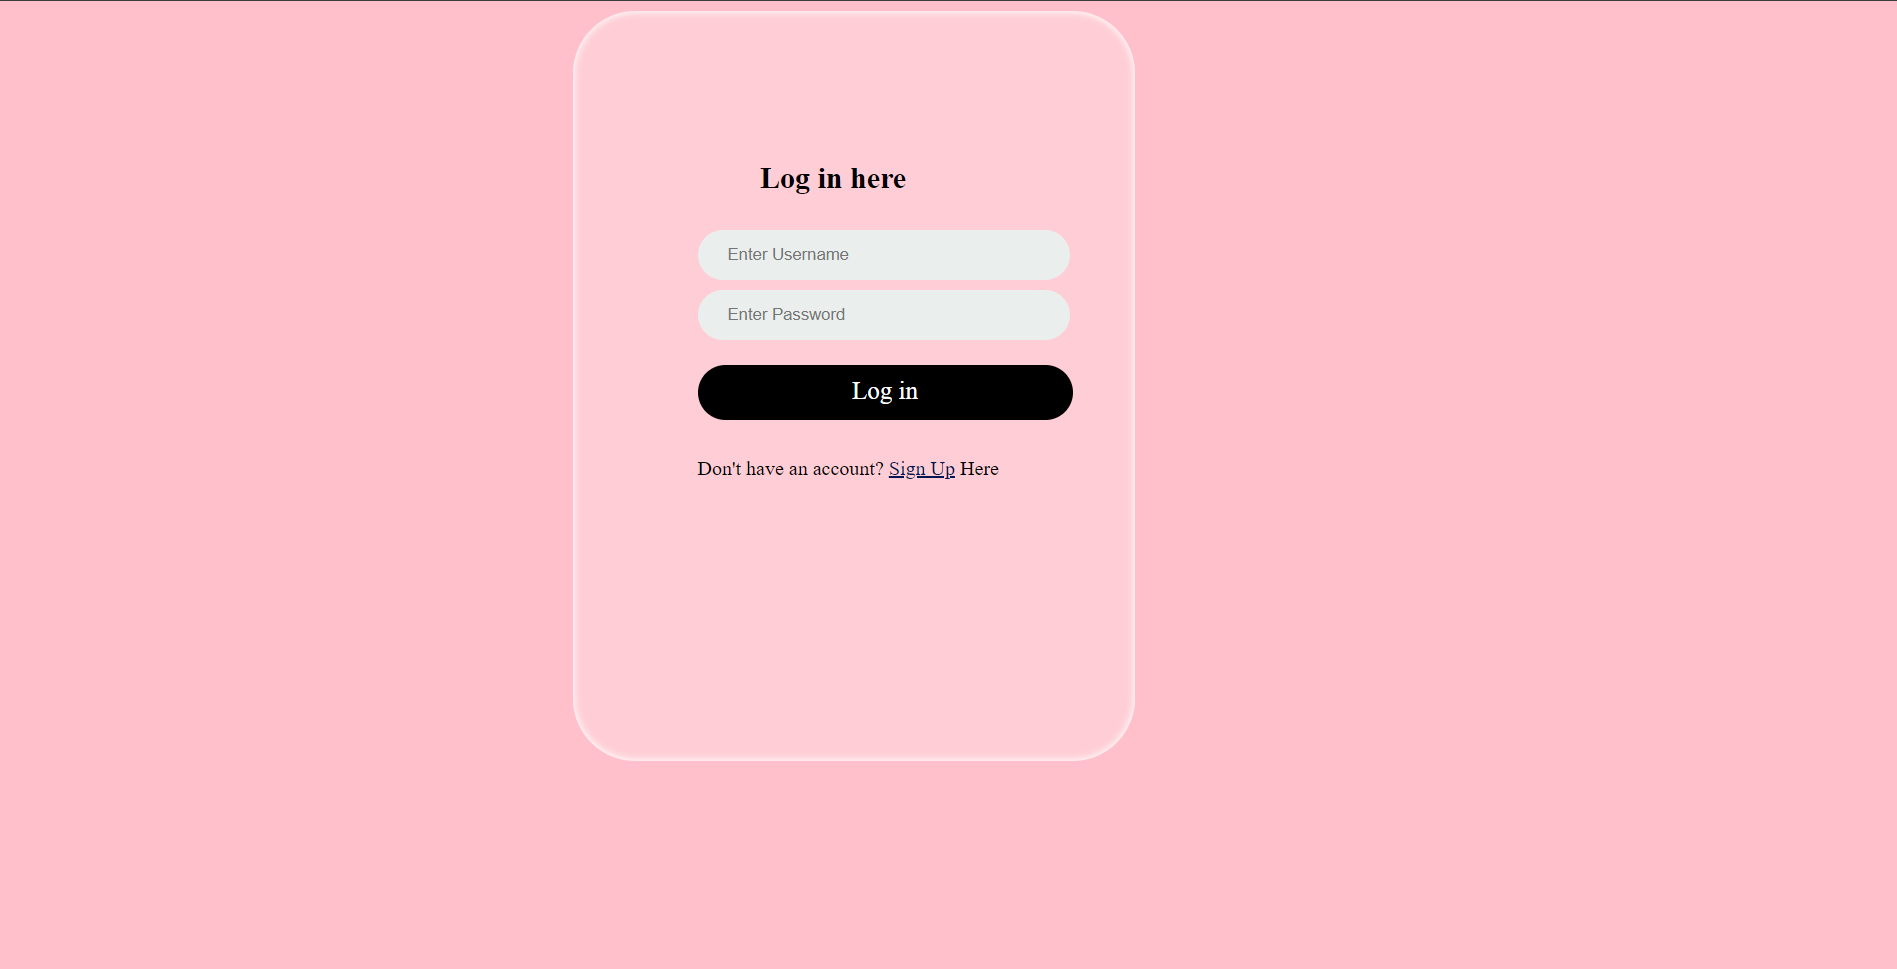 Log in here
Enter Username
Enter Password
Log in
Don't have an account? Sign Up Here